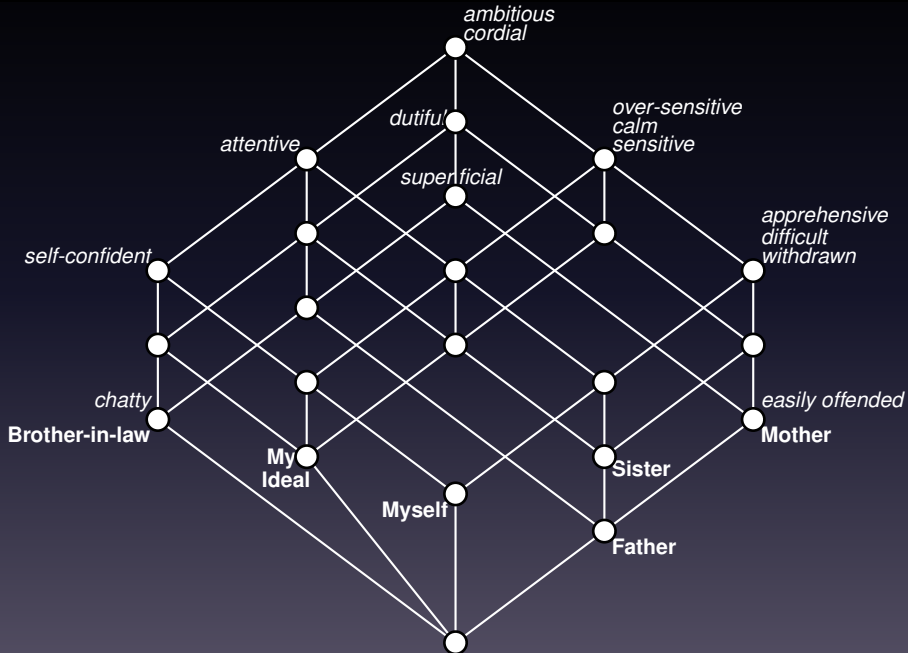 ambitious
cordial
dutiful
over-sensitive
calm
sensitive
attentive
superficial
apprehensive
difficult
withdrawn
self-confident
chatty
Brother-in-law
easily offended
Mother
My
Ideal
Sister
Myself
Father